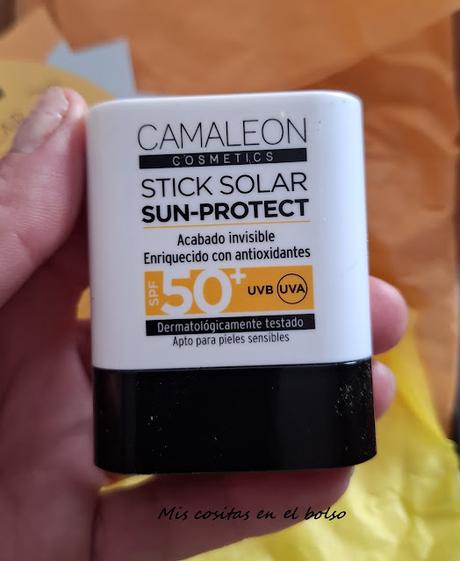 CAMALEON
COSMETICS
STICK SOLAR
SUN-PROTECT
Acabado invisible
Enriquecido con antioxidantes
SPF 50+ UVB UVA
Dermatológicamente testado
Apto para pieles sensibles
Mis cositas en el bolso